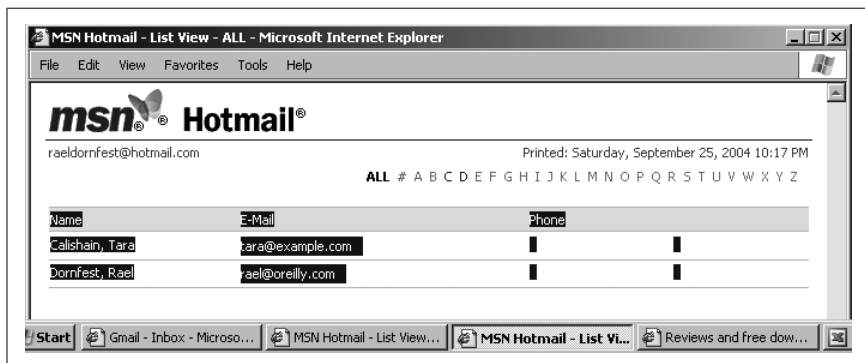 MSN Hotmail - List View - ALL - Microsoft Internet Explorer
File Edit View Favorites Tools Help
msn® ® Hotmail®
raeldornfest@hotmail.com Printed: Saturday, September 25, 2004 10:17 PM
ALL # A B C D E F G H I J K L M N O P Q R S T U V W X Y Z
Name E-Mail Phone
Calishain, Tara tara@example.com
Dornfest, Rael rael@oreilly.com
Start Gmail - Inbox - Microso... MSN Hotmail - List View... MSN Hotmail - List Vi... Reviews and free dow...